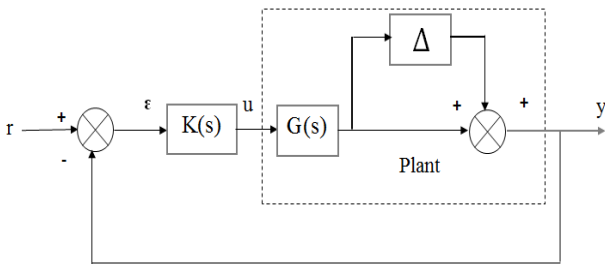 Δ
r
+
-
ε
K(s)
u
G(s)
+
+
y
Plant